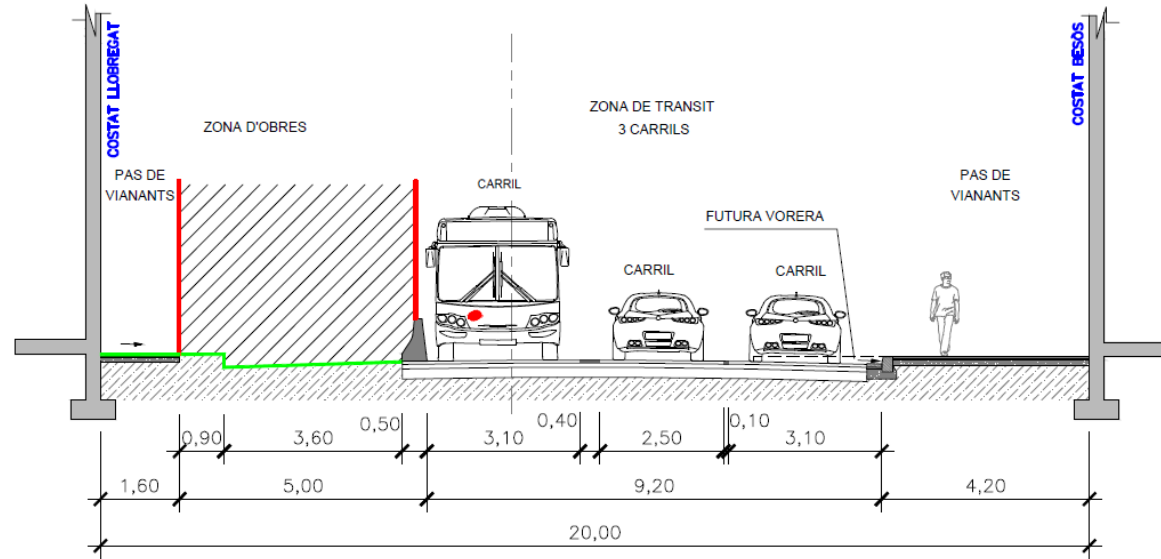 COSTAT LLOBREGAT
COSTAT BESÒS
ZONA DE TRANSIT
3 CARRILS
ZONA D'OBRES
PAS DE
VIANANTS
CARRIL
PAS DE
VIANANTS
FUTURA VORERA
CARRIL
CARRIL
0,90
3,60
0,50
3,10
0,40
2,50
0,10
3,10
1,60
5,00
9,20
4,20
20,00